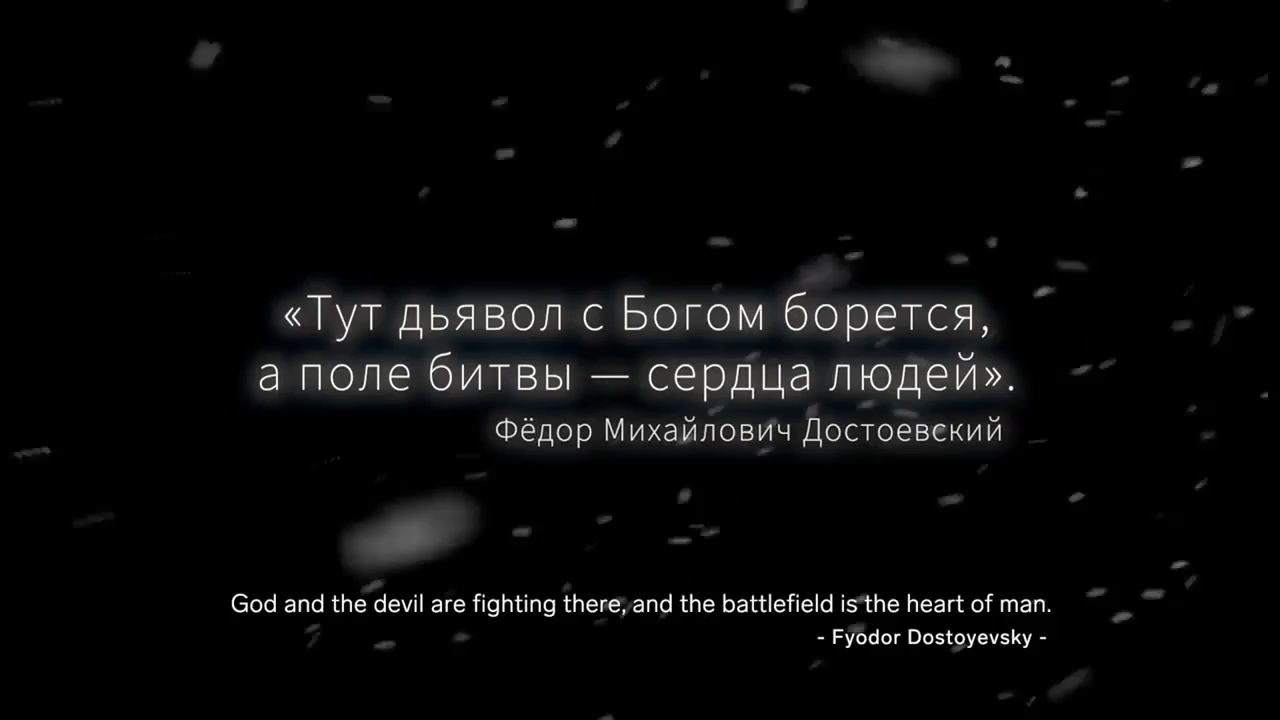 «Тут дьявол с Богом борется,
а поле битвы — сердца людей».
Фёдор Михайлович Достоевский
God and the devil are fighting there, and the battlefield is the heart of man.
- Fyodor Dostoyevsky -